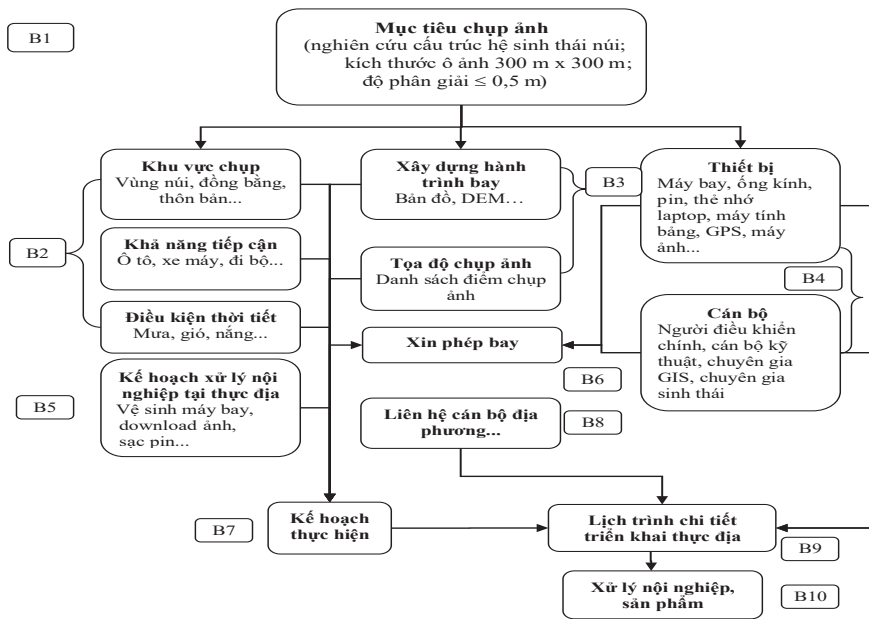 B1
Mục tiêu chụp ảnh
(nghiên cứu cấu trúc hệ sinh thái núi;
kích thước ô ảnh 300 m x 300 m;
độ phân giải ≤ 0,5 m)
Khu vực chụp
Vùng núi, đồng bằng,
thôn bản...
Xây dựng hành
trình bay
Bản đồ, DEM…
B3
Thiết bị
Máy bay, ống kính,
pin, thẻ nhớ
laptop, máy tính
bảng, GPS, máy
ảnh...
B2
Khả năng tiếp cận
Ô tô, xe máy, đi bộ...
Tọa độ chụp ảnh
Danh sách điểm chụp
ảnh
B4
Điều kiện thời tiết
Mưa, gió, nắng...
Xin phép bay
B6
Cán bộ
Người điều khiển
chính, cán bộ kỹ
thuật, chuyên gia
GIS, chuyên gia
sinh thái
B5
Kế hoạch xử lý nội
nghiệp tại thực địa
Vệ sinh máy bay,
download ảnh,
sạc pin...
Liên hệ cán bộ địa
phương...
B8
B7
Kế hoạch
thực hiện
Lịch trình chi tiết
triển khai thực địa
B9
Xử lý nội nghiệp,
sản phẩm
B10